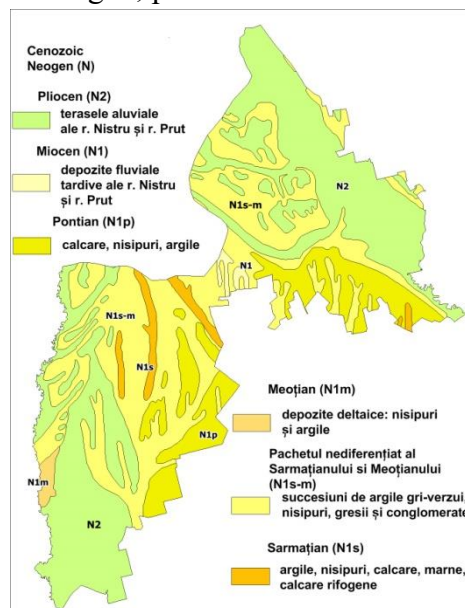 Cenozoic
Neogen (N)
Pliocen (N2)
terasele aluviale
ale r. Nistru și r. Prut
Miocen (N1)
depozite fluviale
tardive ale r. Nistru
și r. Prut
Pontian (N1p)
calcare, nisipuri, argile
N2
N1s-m
N1
N1s-m
N1s
N1p
N1m
N2
Meoțian (N1m)
depozite deltaice: nisipuri
și argile
Pachetul nediferențiat al
Sarmațianului si Meoțianului
(N1s-m)
succesiuni de argile gri-verzui,
nisipuri, gresii și conglomerate
Sarmațian (N1s)
argile, nisipuri, calcare, marne,
calcare rifogene